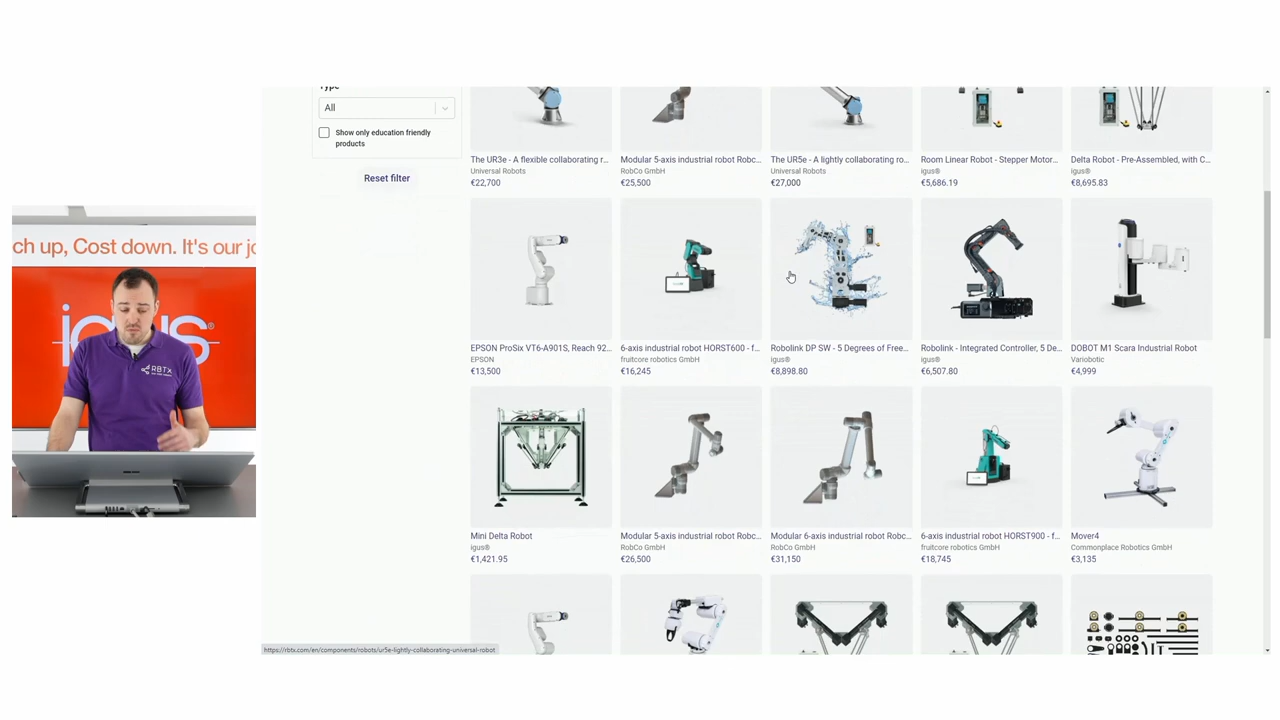 Type
All
Show only education friendly
products
Reset filter
The UR3e - A flexible collaborating r...
Universal Robots
€22,700
Modular 5-axis industrial robot Robc...
RobCo GmbH
€25,500
The UR5e - A lightly collaborating ro...
Universal Robots
€27,000
Room Linear Robot - Stepper Motor...
igus®
€5,686.19
Delta Robot - Pre-Assembled, with C...
igus®
€8,695.83
EPSON ProSix VT6-A901S, Reach 92...
EPSON
€13,500
6-axis industrial robot HORST600 - f...
fruitcore robotics GmbH
€16,245
Robolink DP SW - 5 Degrees of Free...
igus®
€8,898.80
Robolink - Integrated Controller, 5 De...
igus®
€6,507.80
DOBOT M1 Scara Industrial Robot
Variobotic
€4,999
Mini Delta Robot
igus®
€1,421.95
Modular 5-axis industrial robot Robc...
RobCo GmbH
€26,500
Modular 6-axis industrial robot Robc...
RobCo GmbH
€31,150
6-axis industrial robot HORST900 - f...
fruitcore robotics GmbH
€18,745
Mover4
Commonplace Robotics GmbH
€3,135
https://rbtx.com/en/components/robots/ur5e-lightly-collaborating-universal-robot
ch up, Cost down. It's our jo
igus®
RBTX